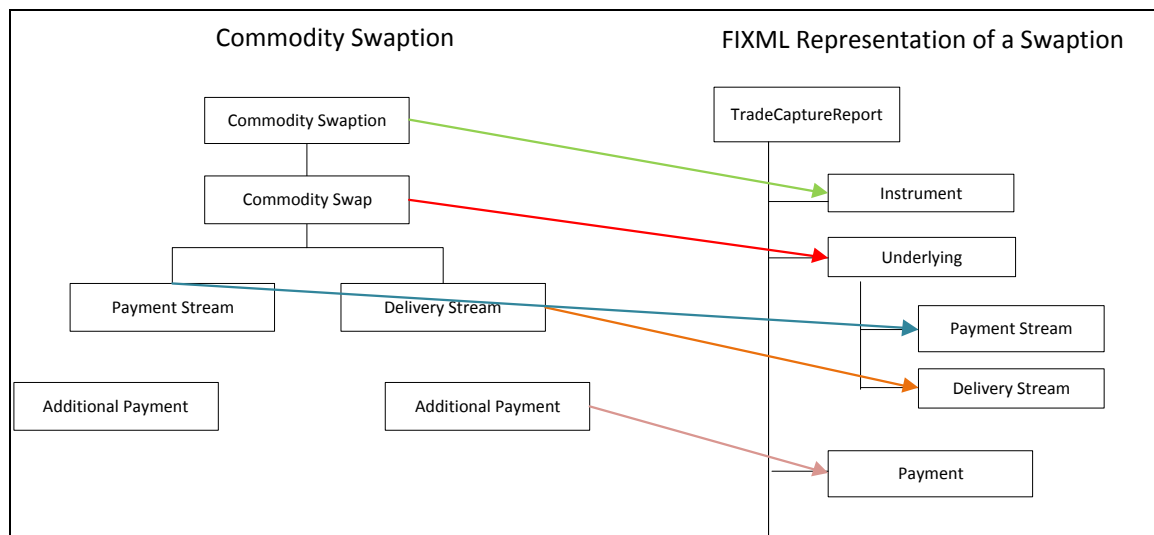 Commodity Swaption
FIXML Representation of a Swaption
Commodity Swaption
TradeCaptureReport
Commodity Swap
Instrument
Underlying
Payment Stream
Delivery Stream
Payment Stream
Delivery Stream
Additional Payment
Additional Payment
Payment